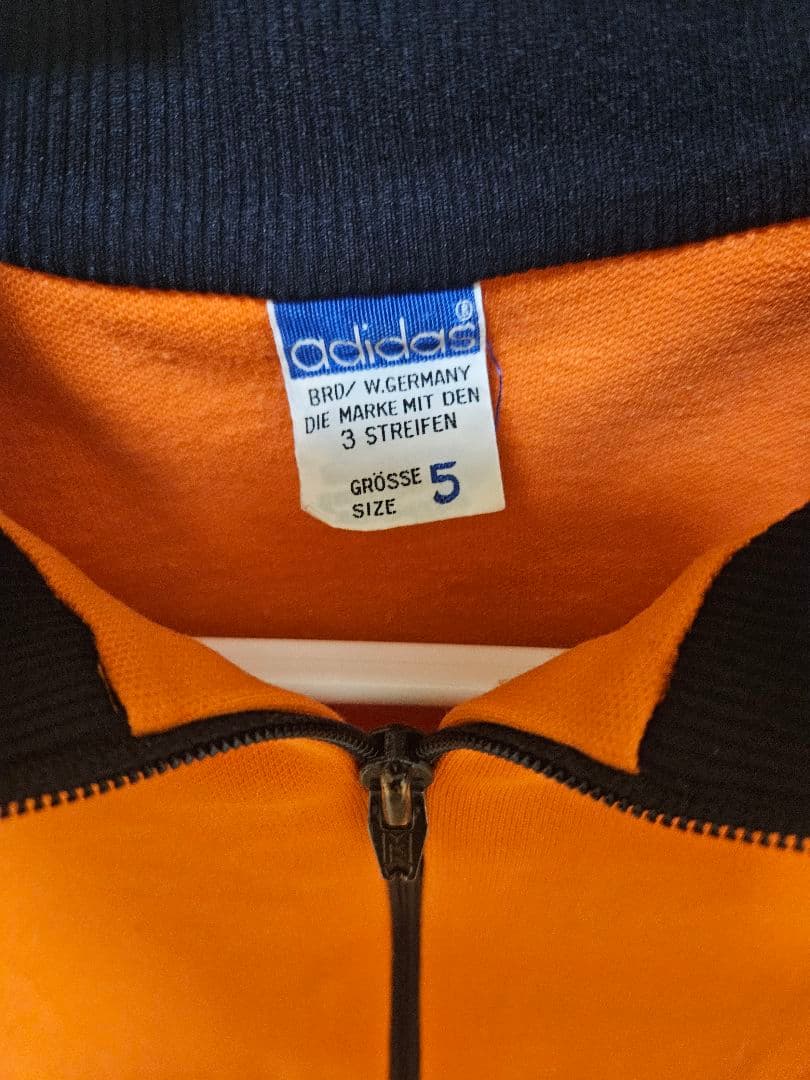 adidas®
BRD/ W.GERMANY
DIE MARKE MIT DEN
3 STREIFEN
GRÖSSE 5
SIZE